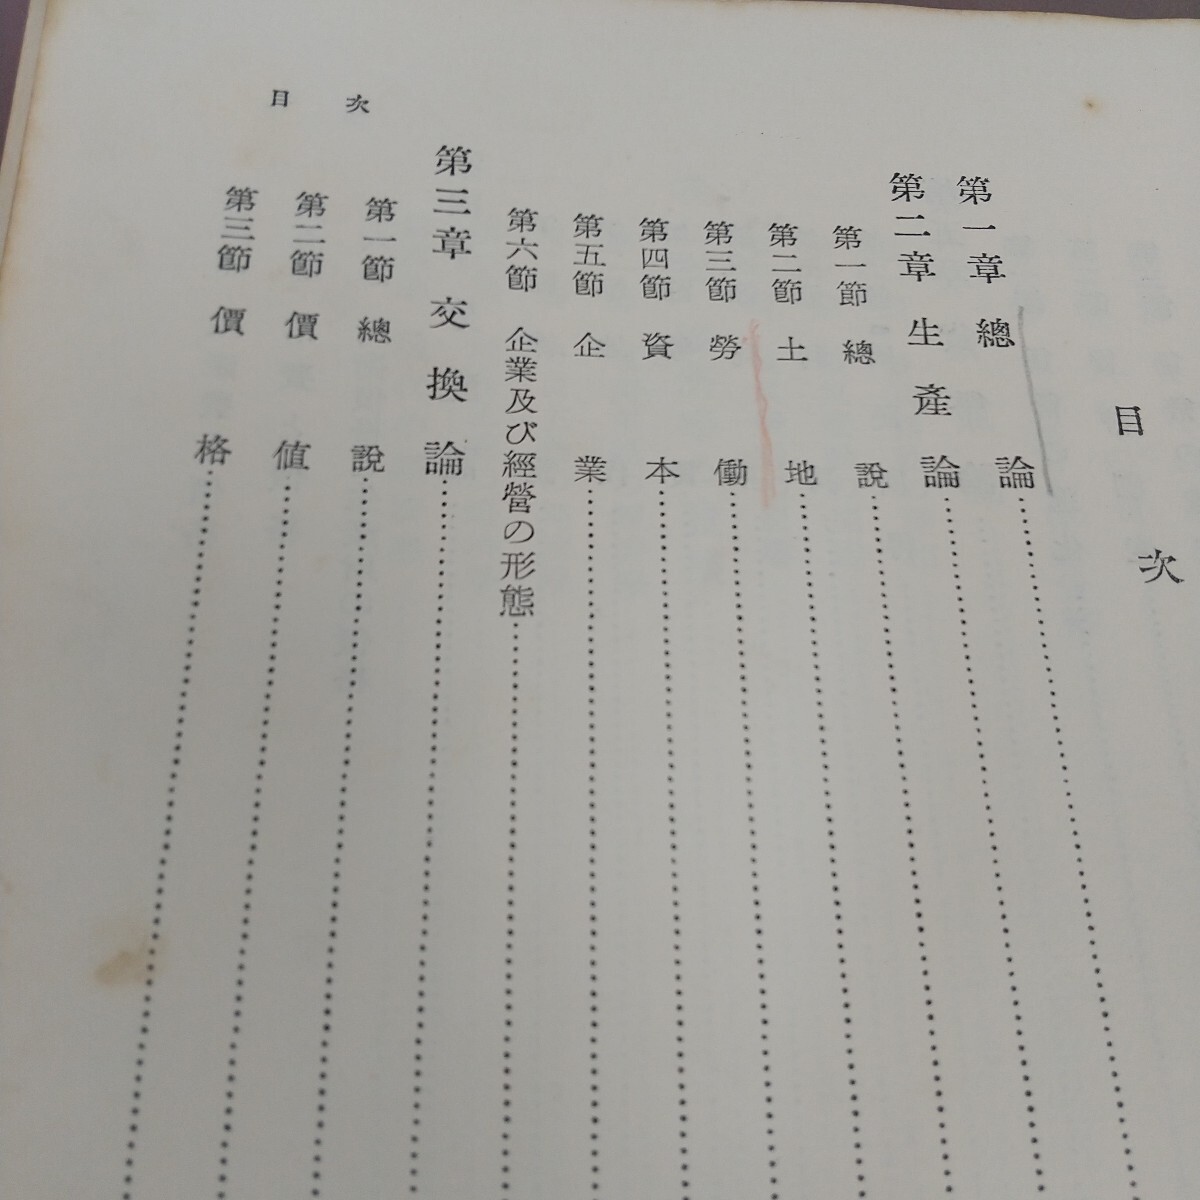 目次
第一章 總論
第二章 生產論
第一節 總說
第二節 土地
第三節 勞働
第四節 資本
第五節 企業
第六節 企業及び經營の形態
第三章 交換論
第一節 總說
第二節 價値
第三節 價格
目次